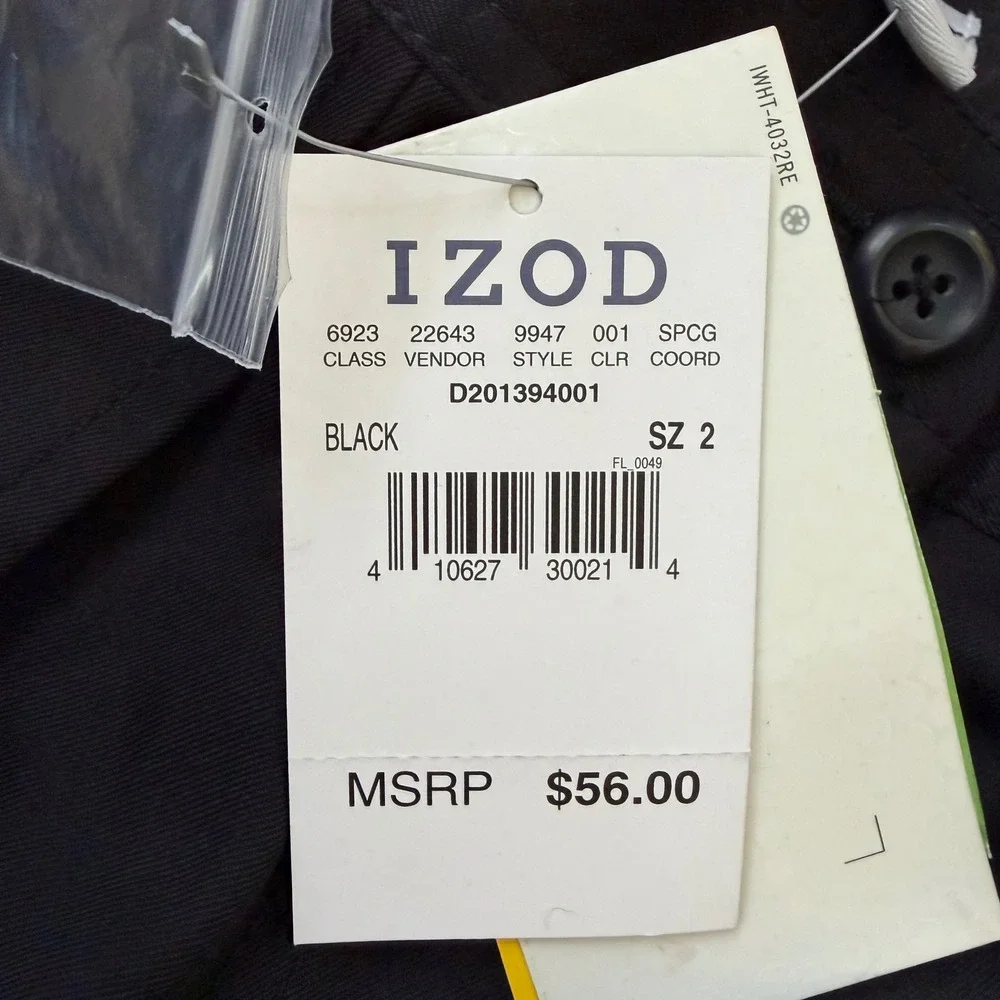 IWHT-4032RE
IZOD
6923 22643 9947 001 SPCG
CLASS VENDOR STYLE CLR COORD
D201394001
BLACK SZ 2
FL_0049
4 10627 30021 4
MSRP $56.00